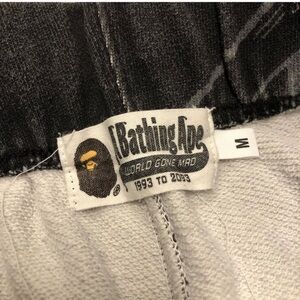 Bathing Ape
WORLD GONE MAD
®
1993 TO 2093
M